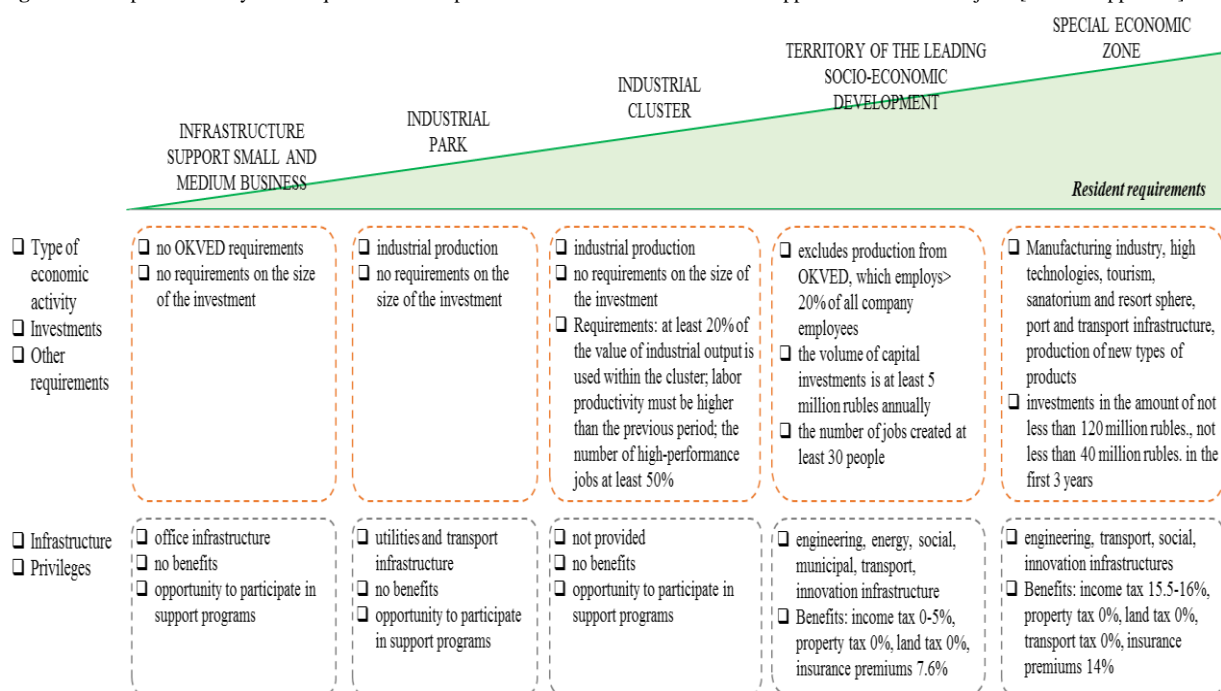 SPECIAL ECONOMIC
ZONE
TERRITORY OF THE LEADING
SOCIO-ECONOMIC
DEVELOPMENT
INDUSTRIAL
CLUSTER
INDUSTRIAL
PARK
INFRASTRUCTURE
SUPPORT SMALL AND
MEDIUM BUSINESS
Resident requirements
❑ Type of
economic
activity
❑ Investments
❑ Other
requirements
❑ no OKVED requirements
❑ no requirements on the size
of the investment
❑ industrial production
❑ no requirements on the
size of the investment
❑ industrial production
❑ no requirements on the size of
the investment
❑ Requirements: at least 20% of
the value of industrial output is
used within the cluster; labor
productivity must be higher
than the previous period; the
number of high-performance
jobs at least 50%
❑ excludes production from
OKVED, which employs>
20% of all company
employees
❑ the volume of capital
investments is at least 5
million rubles annually
❑ the number of jobs created at
least 30 people
❑ Manufacturing industry, high
technologies, tourism,
sanatorium and resort sphere,
port and transport infrastructure,
production of new types of
products
❑ investments in the amount of not
less than 120 million rubles., not
less than 40 million rubles. in the
first 3 years
❑ Infrastructure
❑ Privileges
❑ office infrastructure
❑ no benefits
❑ opportunity to participate in
support programs
❑ utilities and transport
infrastructure
❑ no benefits
❑ opportunity to participate
in support programs
❑ not provided
❑ no benefits
❑ opportunity to participate in
support programs
❑ engineering, energy, social,
municipal, transport,
innovation infrastructure
❑ Benefits: income tax 0-5%,
property tax 0%, land tax 0%,
insurance premiums 7.6%
❑ engineering, transport, social,
innovation infrastructures
❑ Benefits: income tax 15.5-16%,
property tax 0%, land tax 0%,
transport tax 0%, insurance
premiums 14%